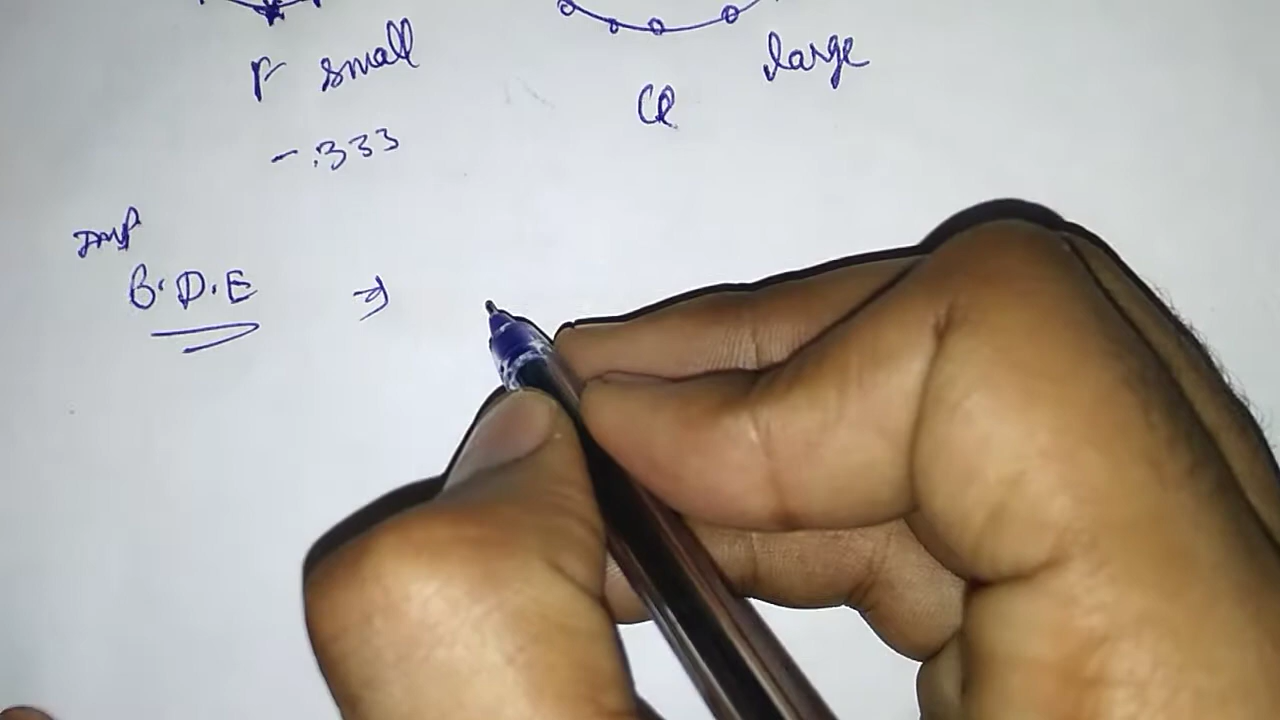 F small
large
Cl
-.333
Imp
B.D.E ⇒